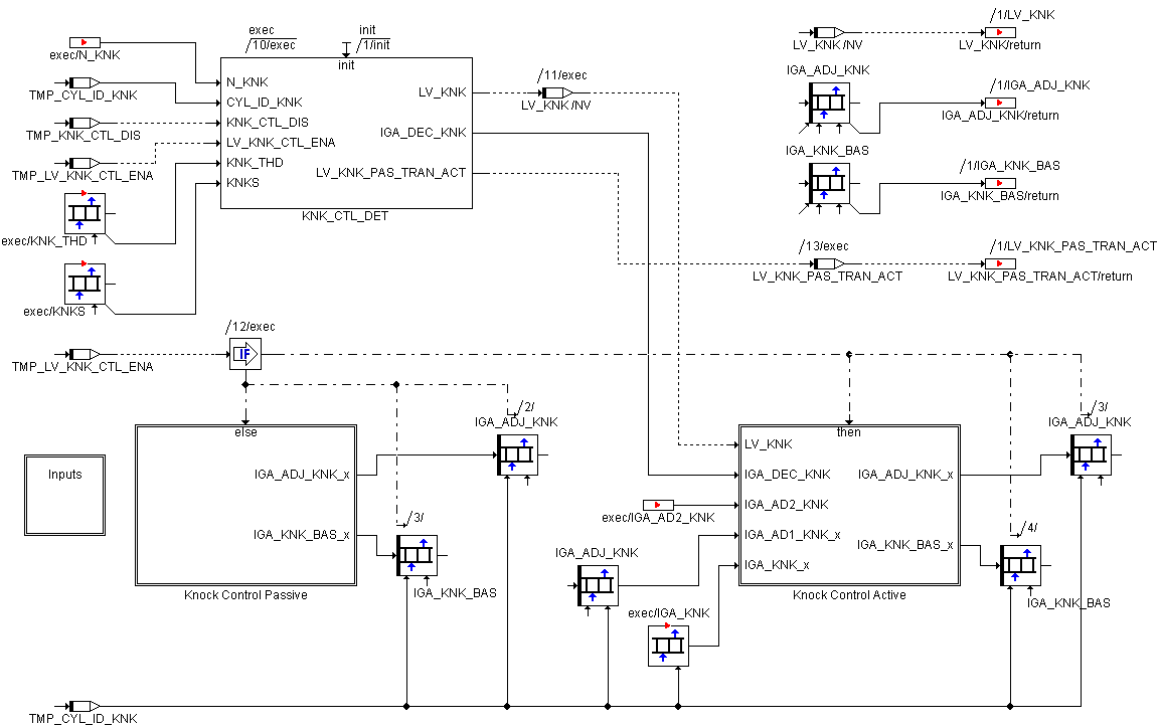 exec
/10/exec
init
/1/init
exec/N_KNK
TMP_CYL_ID_KNK
TMP_KNK_CTL_DIS
TMP_LV_KNK_CTL_ENA
exec/KNK_THD
exec/KNKS
init
N_KNK
CYL_ID_KNK
KNK_CTL_DIS
LV_KNK_CTL_ENA
KNK_THD
KNKS
LV_KNK
IGA_DEC_KNK
LV_KNK_PAS_TRAN_ACT
KNK_CTL_DET
/11/exec
LV_KNK/NV
/1/LV_KNK
LV_KNK/NV
LV_KNK/return
IGA_ADJ_KNK
/1/IGA_ADJ_KNK
IGA_ADJ_KNK/return
IGA_KNK_BAS
/1/IGA_KNK_BAS
IGA_KNK_BAS/return
/13/exec
LV_KNK_PAS_TRAN_ACT
/1/LV_KNK_PAS_TRAN_ACT
LV_KNK_PAS_TRAN_ACT/return
/12/exec
IF
TMP_LV_KNK_CTL_ENA
Inputs
else
IGA_ADJ_KNK_x
IGA_KNK_BAS_x
Knock Control Passive
/2/
IGA_ADJ_KNK
/3/
IGA_KNK_BAS
then
LV_KNK
IGA_DEC_KNK
IGA_AD2_KNK
IGA_AD1_KNK_x
IGA_KNK_x
IGA_ADJ_KNK_x
IGA_KNK_BAS_x
Knock Control Active
exec/IGA_AD2_KNK
IGA_ADJ_KNK
exec/IGA_KNK
/3/
IGA_ADJ_KNK
/4/
IGA_KNK_BAS
TMP_CYL_ID_KNK